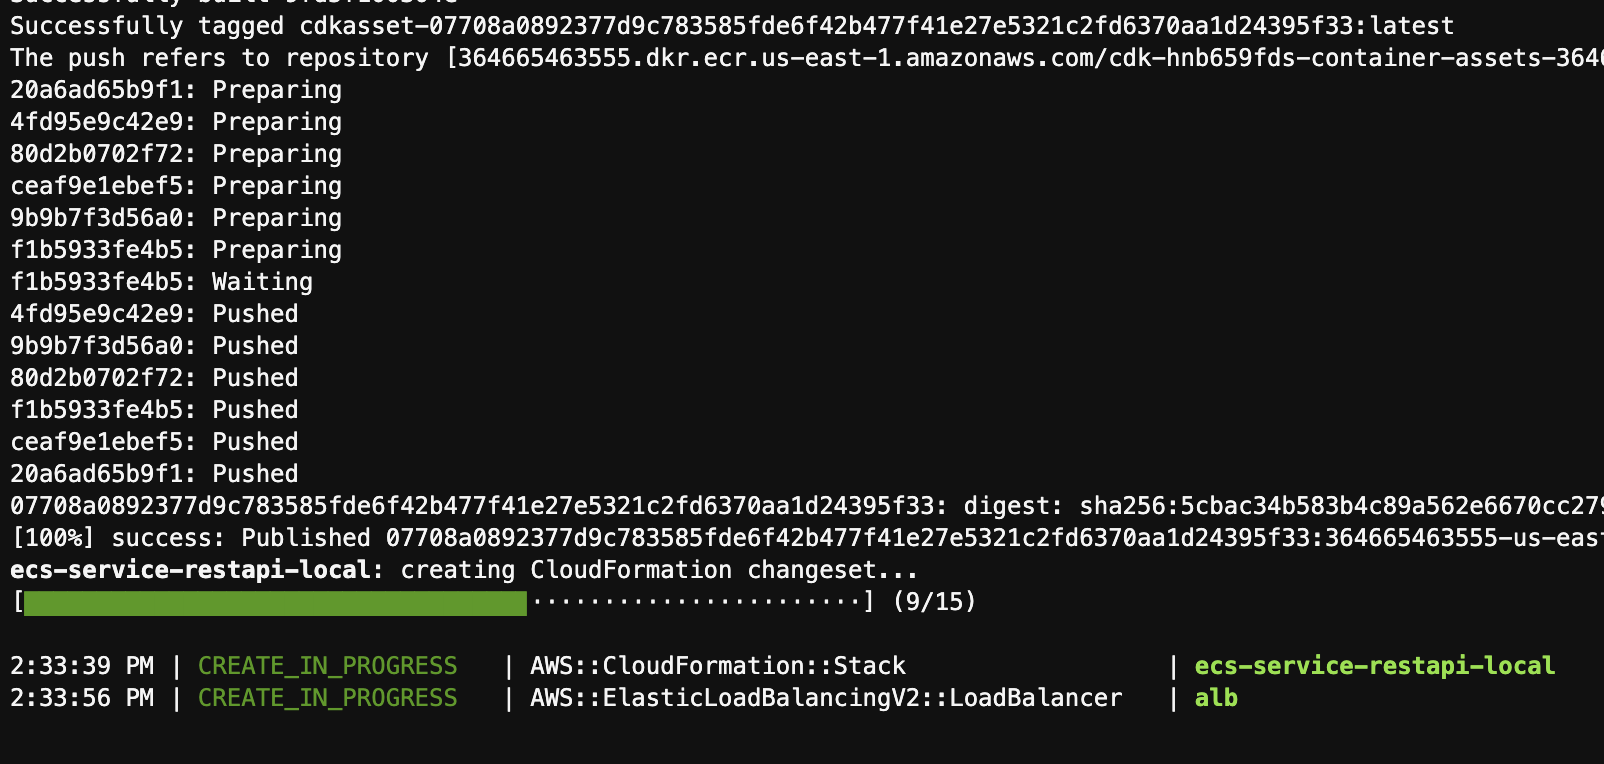 Successfully tagged cdkasset-07708a0892377d9c783585fde6f42b477f41e27e5321c2fd6370aa1d24395f33:latest
The push refers to repository [364665463555.dkr.ecr.us-east-1.amazonaws.com/cdk-hnb659fds-container-assets-3646
20a6ad65b9f1: Preparing
4fd95e9c42e9: Preparing
80d2b0702f72: Preparing
ceaf9e1ebef5: Preparing
9b9b7f3d56a0: Preparing
f1b5933fe4b5: Preparing
f1b5933fe4b5: Waiting
4fd95e9c42e9: Pushed
9b9b7f3d56a0: Pushed
80d2b0702f72: Pushed
f1b5933fe4b5: Pushed
ceaf9e1ebef5: Pushed
20a6ad65b9f1: Pushed
07708a0892377d9c783585fde6f42b477f41e27e5321c2fd6370aa1d24395f33: digest: sha256:5cbac34b583b4c89a562e6670cc279
[100%] success: Published 07708a0892377d9c783585fde6f42b477f41e27e5321c2fd6370aa1d24395f33:364665463555-us-east
ecs-service-restapi-local: creating CloudFormation changeset...
[·······················] (9/15)
2:33:39 PM | CREATE_IN_PROGRESS | AWS::CloudFormation::Stack | ecs-service-restapi-local
2:33:56 PM | CREATE_IN_PROGRESS | AWS::ElasticLoadBalancingV2::LoadBalancer | alb